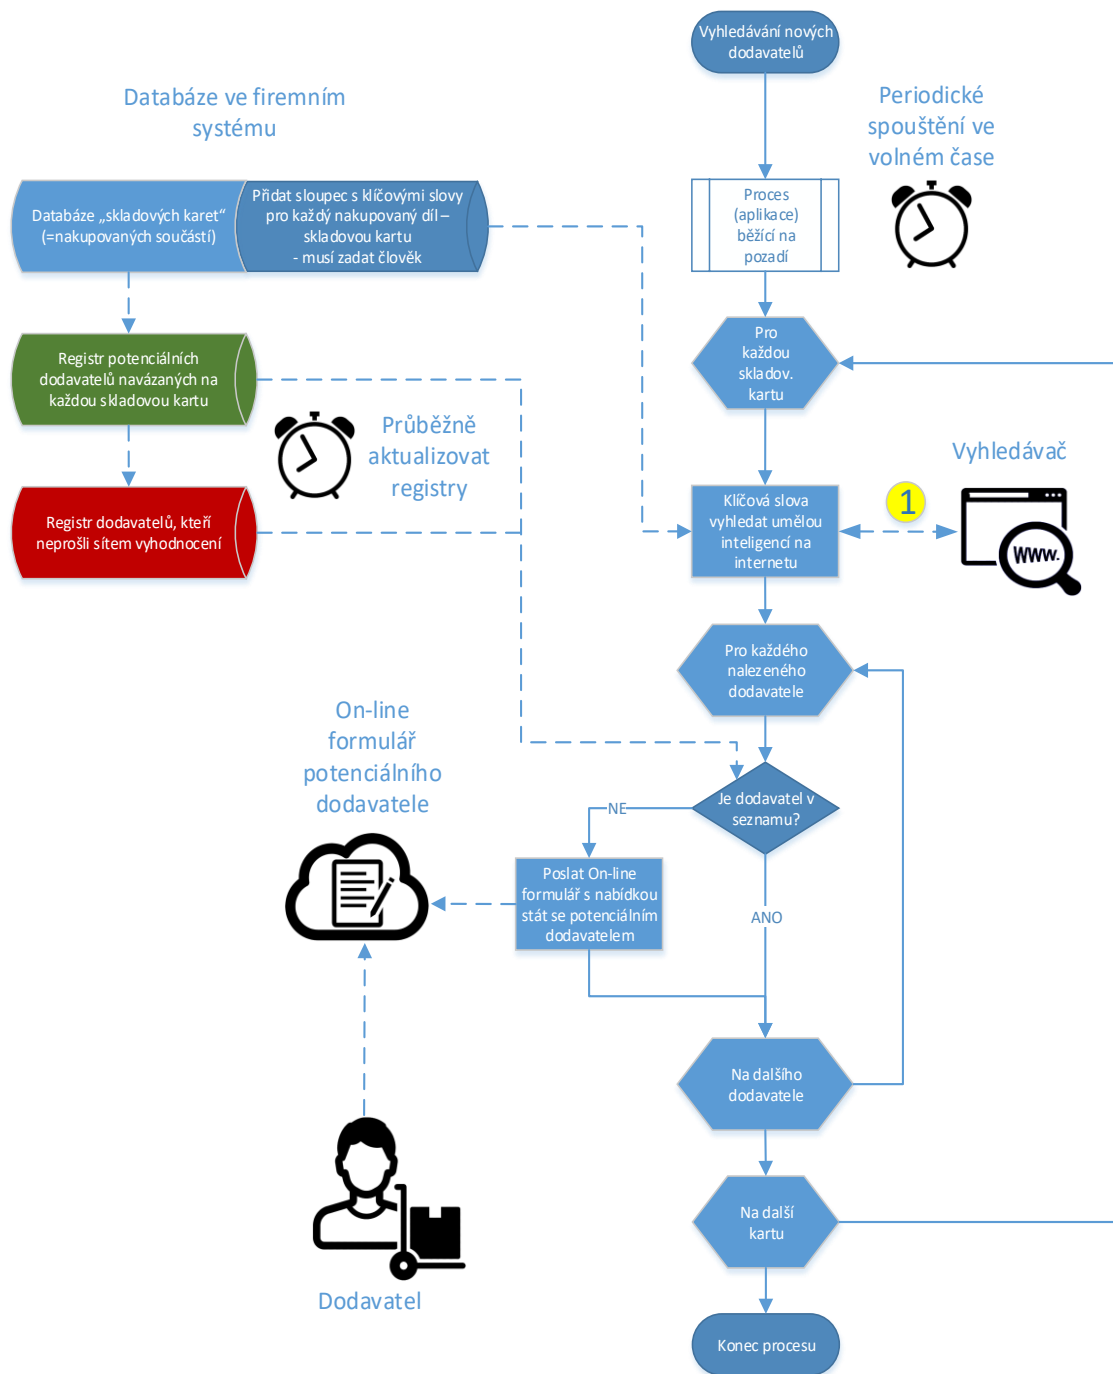 Vyhledávání nových
dodavatelů
Databáze ve firemním
systému
Periodické
spouštění ve
volném čase
Databáze „skladových karet“
(=nakupovaných součástí)
Přidat sloupec s klíčovými slovy
pro každý nakupovaný díl –
skladovou kartu
- musí zadat člověk
Proces
(aplikace)
běžící na
pozadí
Registr potenciálních
dodavatelů navázaných na
každou skladovou kartu
Pro
každou
skladov.
kartu
Průběžně
aktualizovat
registry
Vyhledávač
Registr dodavatelů, kteří
neprošli sítem vyhodnocení
Klíčová slova
vyhledat umělou
inteligencí na
internetu
1
www.
Pro každého
nalezeného
dodavatele
On-line
formulář
potenciálního
dodavatele
Je dodavatel v
seznamu?
NE
Poslat On-line
formulář s nabídkou
stát se potenciálním
dodavatelem
ANO
Na dalšího
dodavatele
Na další
kartu
Dodavatel
Konec procesu